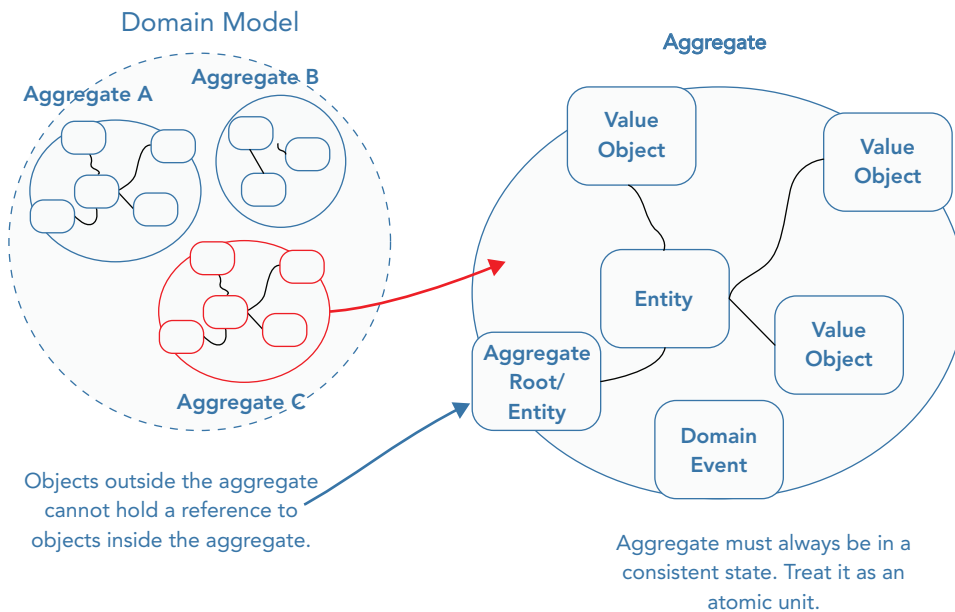 Domain Model
Aggregate A
Aggregate B
Aggregate C
Objects outside the aggregate
cannot hold a reference to
objects inside the aggregate.
Aggregate
Value
Object
Value
Object
Entity
Value
Object
Aggregate
Root/
Entity
Domain
Event
Aggregate must always be in a
consistent state. Treat it as an
atomic unit.